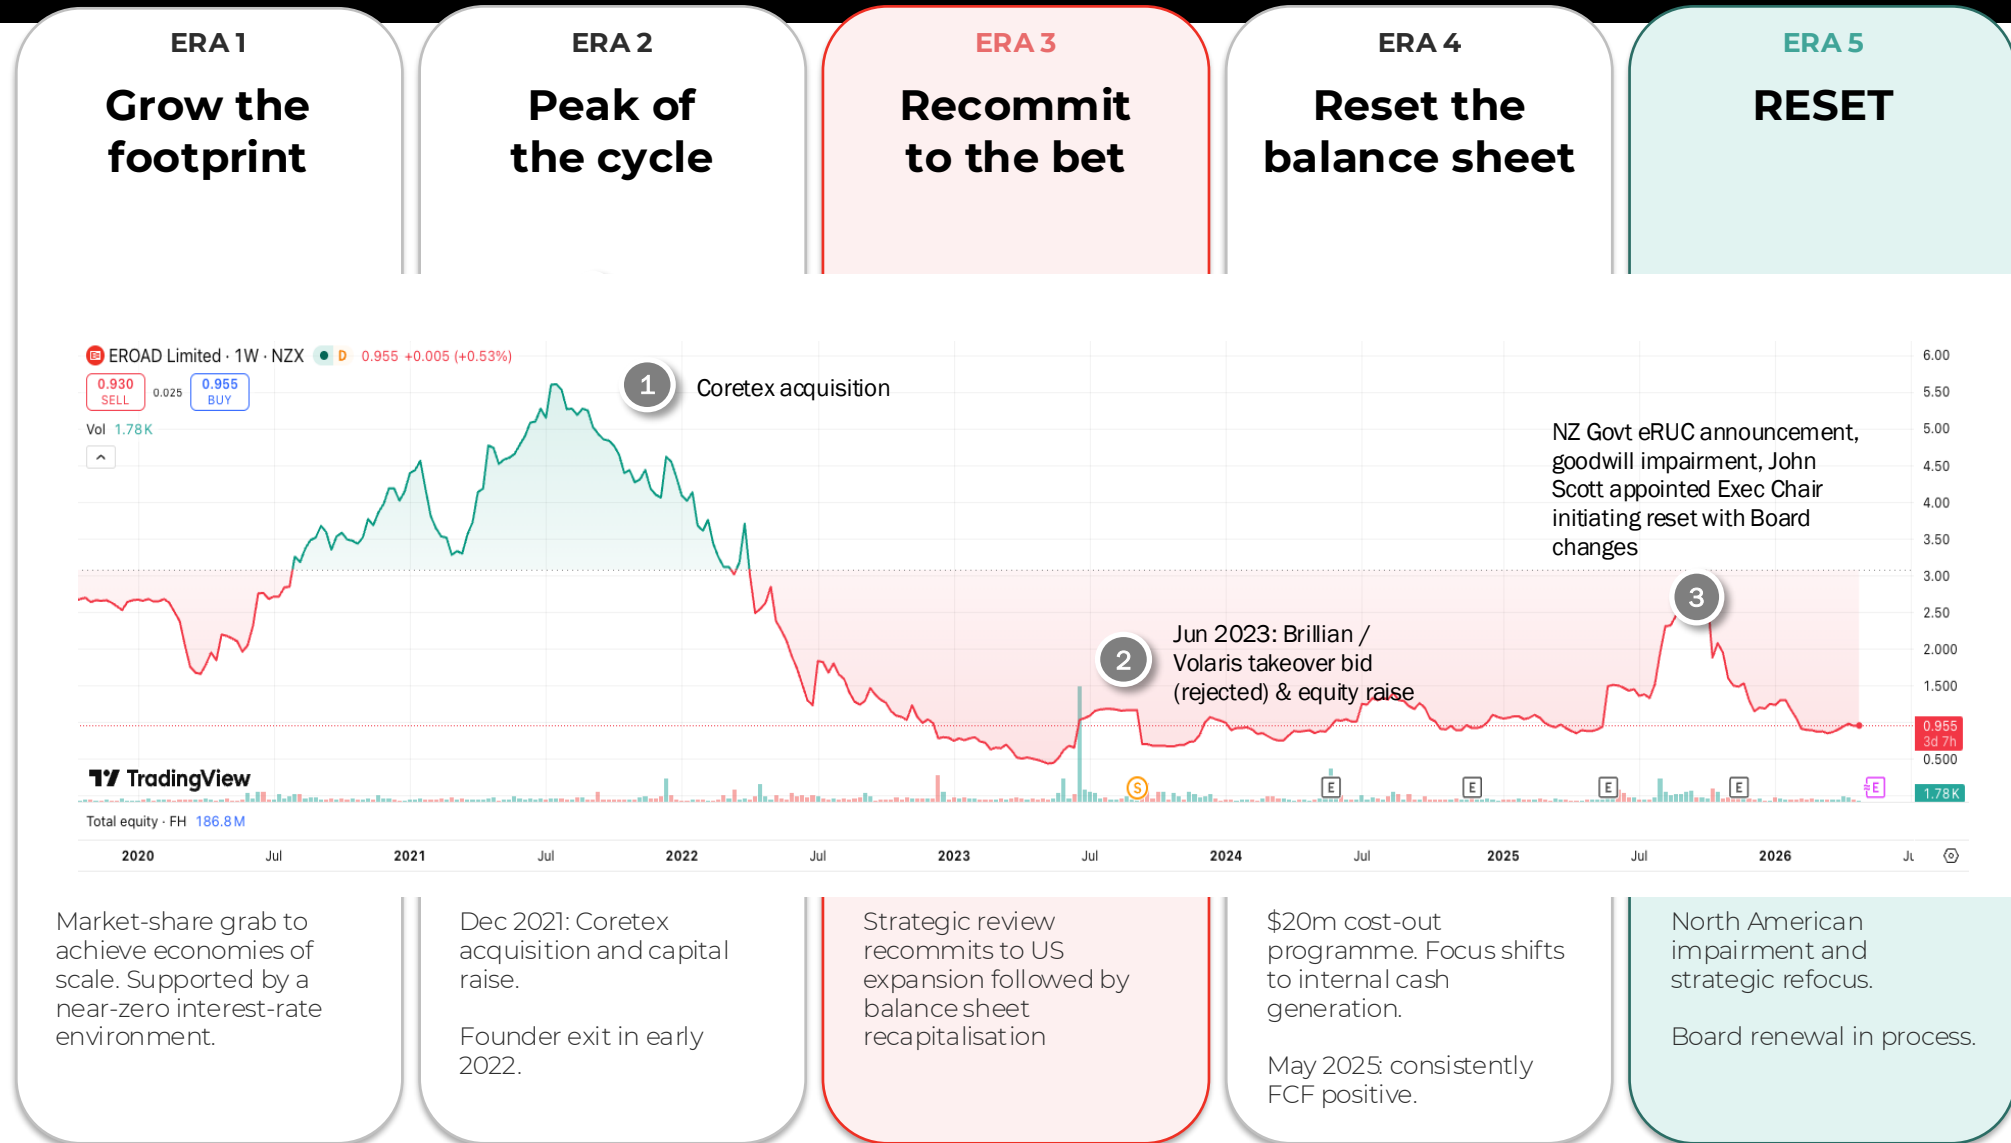 ERA 1
Grow the
footprint
ERA 2
Peak of
the cycle
ERA 3
Recommit
to the bet
ERA 4
Reset the
balance sheet
ERA 5
RESET
EROAD Limited · 1W · NZX D 0.955 +0.005 (+0.53%)
0.930
SELL
0.025
0.955
BUY
Vol 1.78K
1
Coretex acquisition
NZ Govt eRUC announcement,
goodwill impairment, John
Scott appointed Exec Chair
initiating reset with Board
changes
3
2
Jun 2023: Brillian /
Volaris takeover bid
(rejected) & equity raise
6.00
5.50
5.00
4.50
4.00
3.50
3.00
2.50
2.000
1.500
0.955
3d 7h
0.500
1.78K
TradingView
S
E
E
E
E
E
Total equity · FH 186.8M
2020 Jul 2021 Jul 2022 Jul 2023 Jul 2024 Jul 2025 Jul 2026
Market-share grab to
achieve economies of
scale. Supported by a
near-zero interest-rate
environment.
Dec 2021: Coretex
acquisition and capital
raise.
Founder exit in early
2022.
Strategic review
recommits to US
expansion followed by
balance sheet
recapitalisation
$20m cost-out
programme. Focus shifts
to internal cash
generation.
May 2025: consistently
FCF positive.
North American
impairment and
strategic refocus.
Board renewal in process.